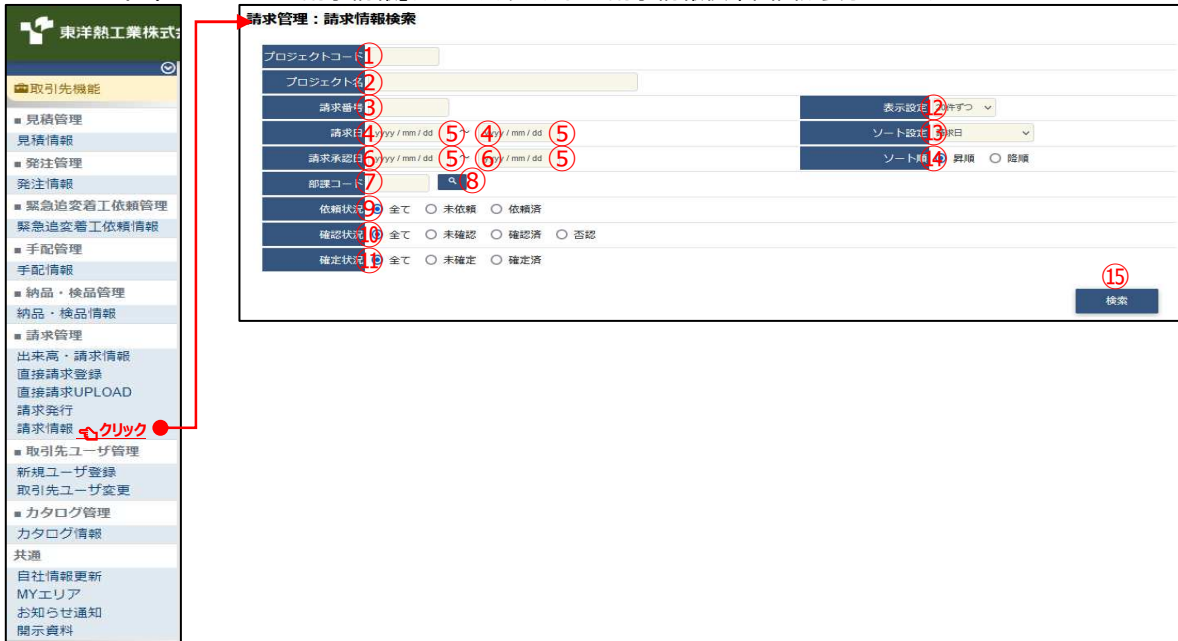 東洋熱工業株式
取引先機能
■ 見積管理
見積情報
■ 発注管理
発注情報
■ 緊急追変着工依頼管理
緊急追変着工依頼情報
■ 手配管理
手配情報
■ 納品・検品管理
納品・検品情報
■ 請求管理
出来高・請求情報
直接請求登録
直接請求UPLOAD
請求発行
請求情報 クリック
■ 取引先ユーザ管理
新規ユーザ登録
取引先ユーザ変更
■ カタログ管理
カタログ情報
共通
自社情報更新
MYエリア
お知らせ通知
開示資料
請求管理：請求情報検索
プロジェクトコード ①
プロジェクト名 ②
請求番号 ③
表示設定 ⑫ 件ずつ
請求日 ④ yyyy / mm / dd ⑤ ~ ④ yyyy / mm / dd ⑤
ソート設定 ⑬ 請求日
請求承認日 ⑥ yyyy / mm / dd ⑤ ~ ⑥ yyyy / mm / dd ⑤
ソート順 ⑭ 昇順 降順
部課コード ⑦ ⑧
依頼状況 ⑨ 全て 未依頼 依頼済
確認状況 ⑩ 全て 未確認 確認済 否認
確定状況 ⑪ 全て 未確定 確定済
⑮
検索